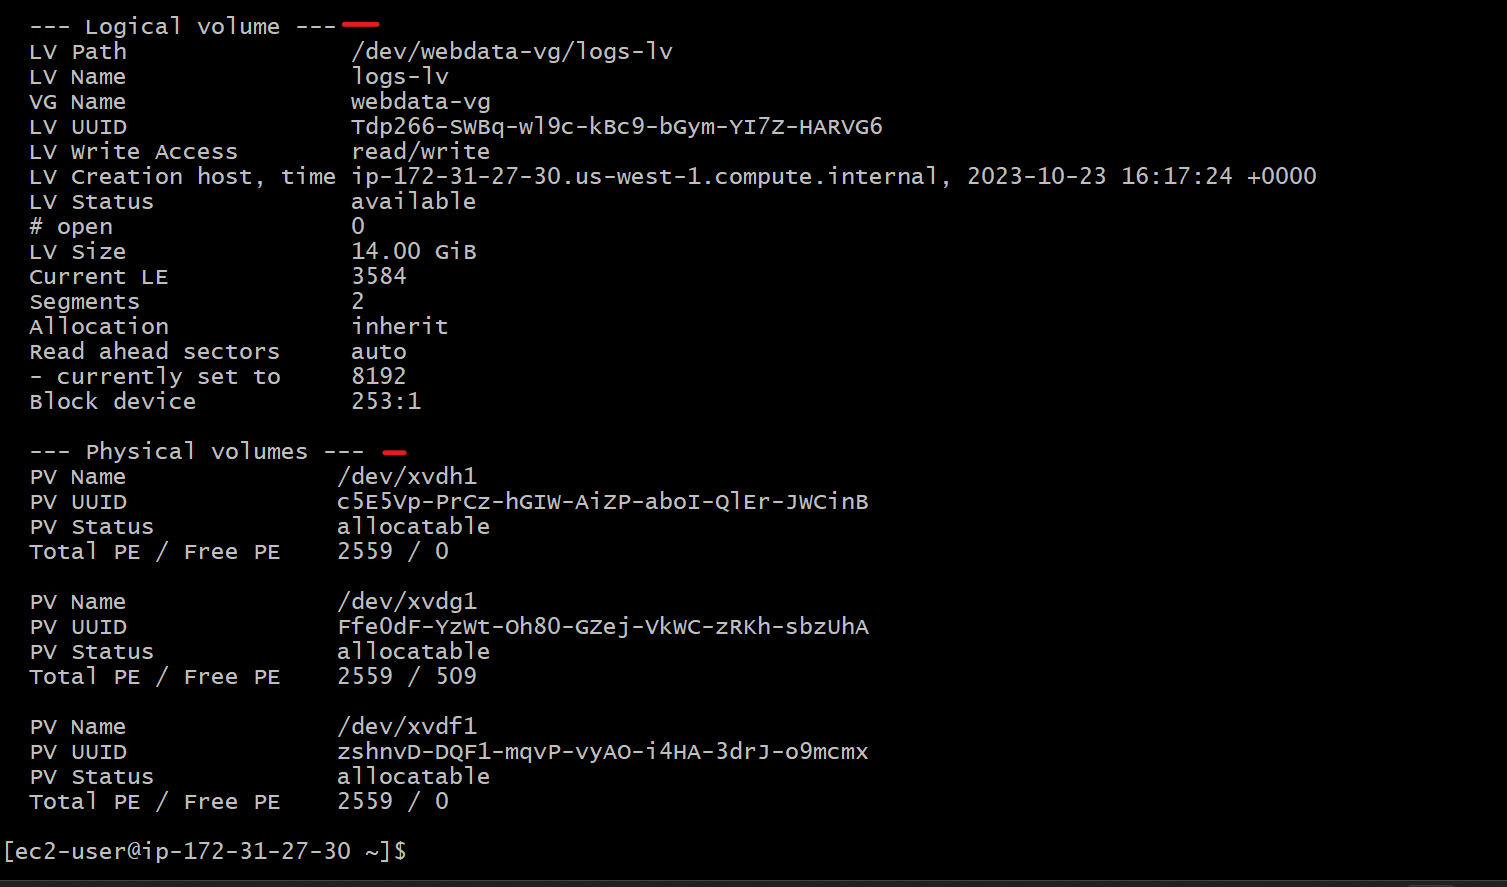 --- Logical volume ---
LV Path                /dev/webdata-vg/logs-lv
LV Name                logs-lv
VG Name                webdata-vg
LV UUID                Tdp266-SWBq-wl9c-kBc9-bGym-YI7Z-HARVG6
LV Write Access        read/write
LV Creation host, time ip-172-31-27-30.us-west-1.compute.internal, 2023-10-23 16:17:24 +0000
LV Status              available
# open                 0
LV Size                14.00 GiB
Current LE             3584
Segments               2
Allocation             inherit
Read ahead sectors     auto
- currently set to     8192
Block device           253:1

--- Physical volumes ---
PV Name               /dev/xvdh1
PV UUID               c5E5Vp-PrCz-hGIW-AiZP-aboI-QlEr-JWCinB
PV Status             allocatable
Total PE / Free PE    2559 / 0

PV Name               /dev/xvdg1
PV UUID               Ffe0dF-YzWt-Oh80-GZej-VkWC-zRKh-sbzUhA
PV Status             allocatable
Total PE / Free PE    2559 / 509

PV Name               /dev/xvdf1
PV UUID               zshnvD-DQF1-mqvP-vyAO-i4HA-3drJ-o9mcmx
PV Status             allocatable
Total PE / Free PE    2559 / 0

[ec2-user@ip-172-31-27-30 ~]$